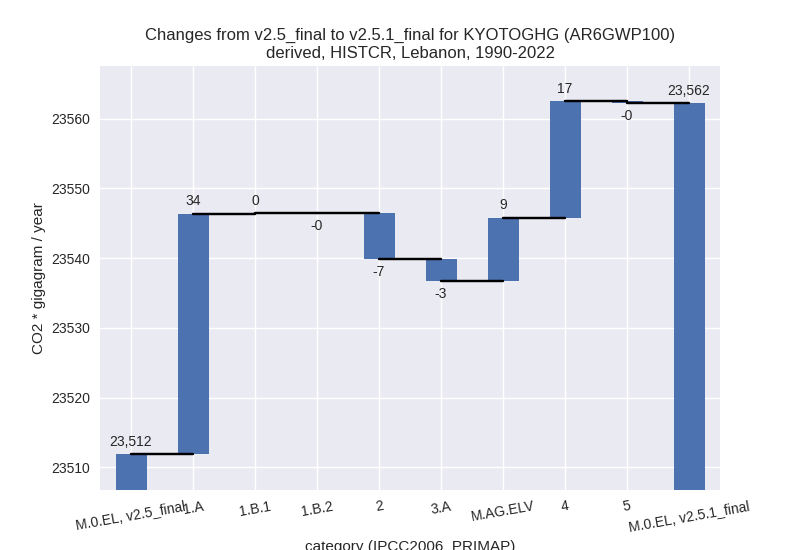 Changes from v2.5_final to v2.5.1_final for KYOTOGHG (AR6GWP100)
derived, HISTCR, Lebanon, 1990-2022
CO2 * gigagram / year
23560
23550
23540
23530
23520
23510
23,512
34
0
-0
-7
-3
9
17
-0
23,562
M.0.EL, v2.5_final
1.A
1.B.1
1.B.2
2
3.A
M.AG.ELV
4
5
M.0.EL, v2.5.1_final
category (IPCC2006_PRIMAP)